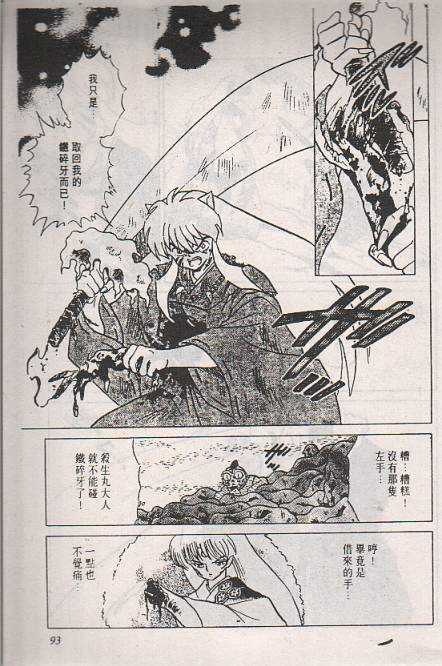 我只是…
取回我的
鐵碎牙而已！
糟…糟糕！
沒有那隻
左手…
殺生丸大人
就不能碰
鐵碎牙了！
哼！
畢竟是
借來的手…
一點也
不覺痛…
93